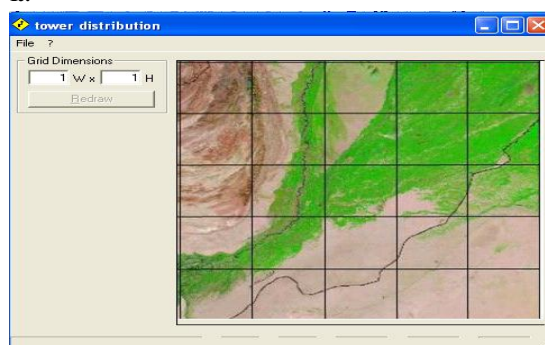 tower distribution
File ?
Grid Dimensions
1 W x 1 H
Redraw